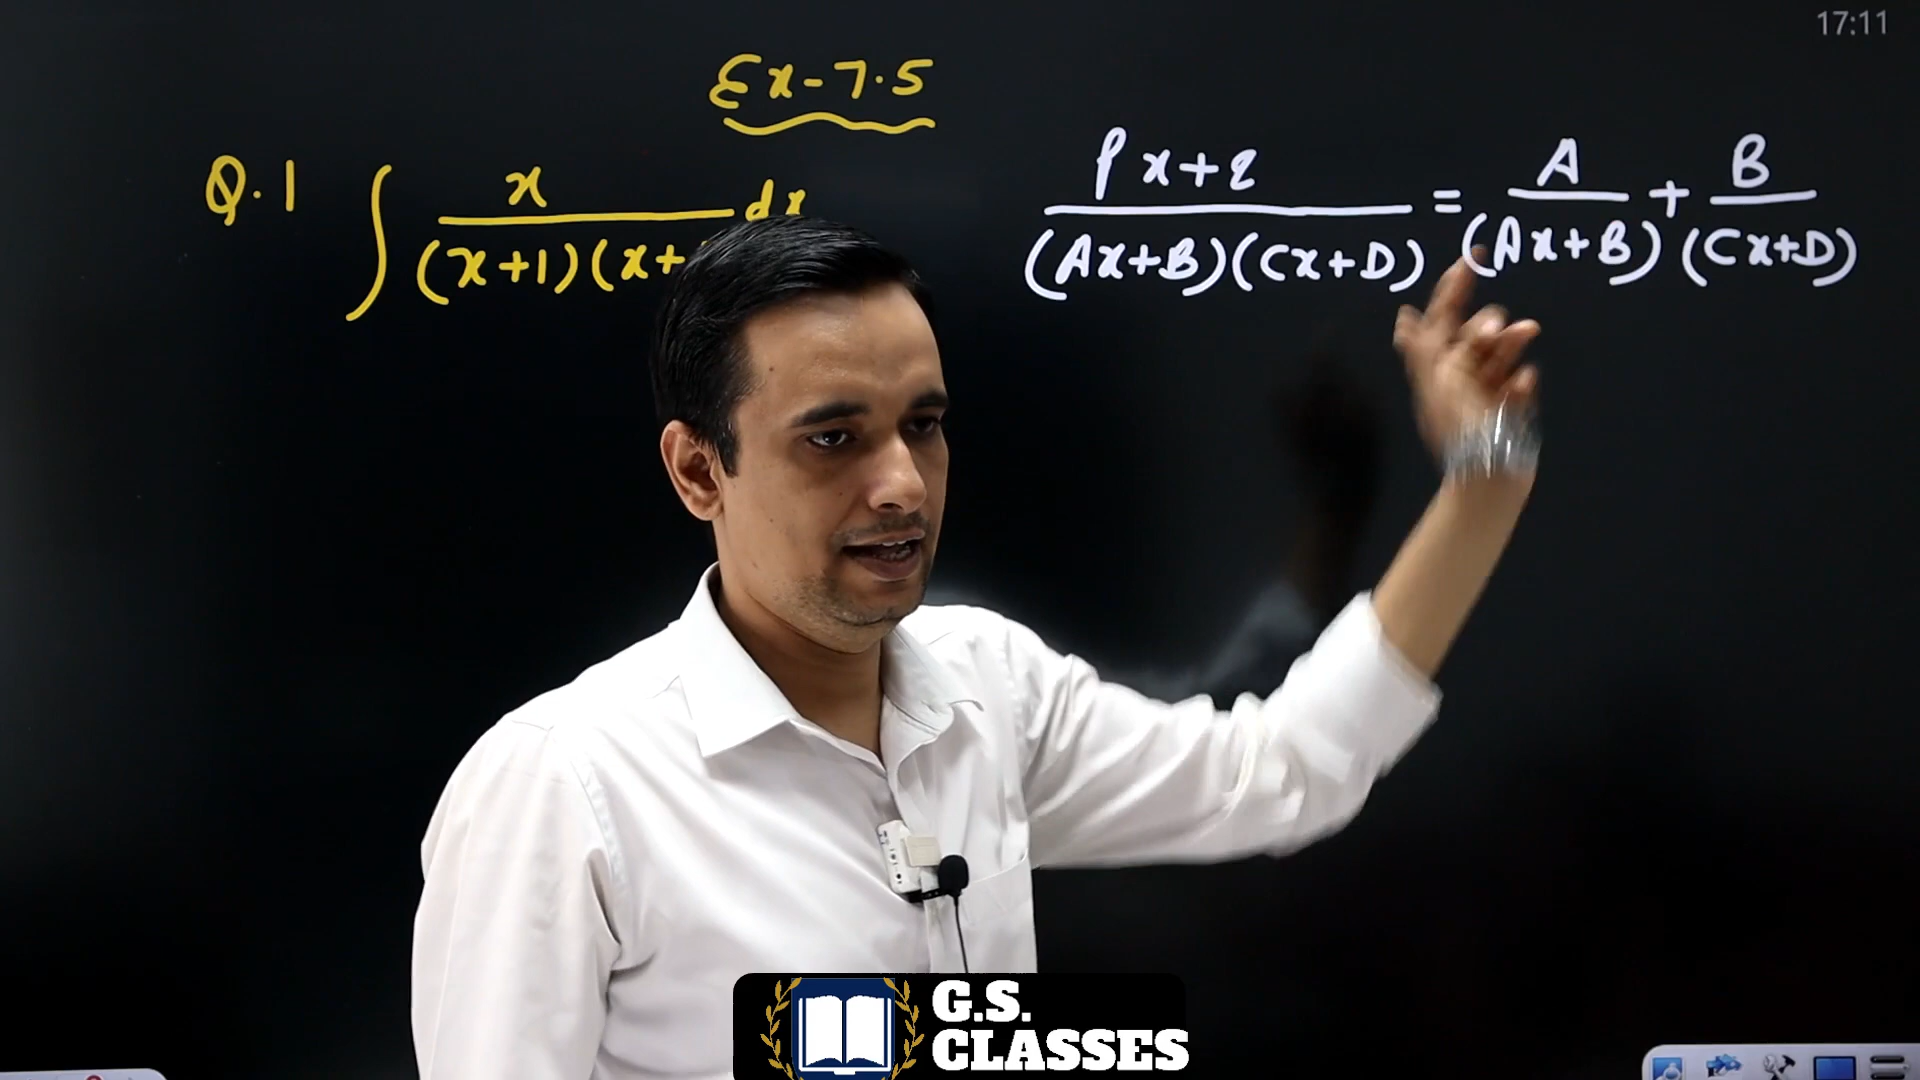 17:11
Ex-7.5
Q.1 ∫ x / (x+1)(x+ dx
Px+q / (Ax+B)(Cx+D) = A / (Ax+B) + B / (Cx+D)
G.S.
CLASSES